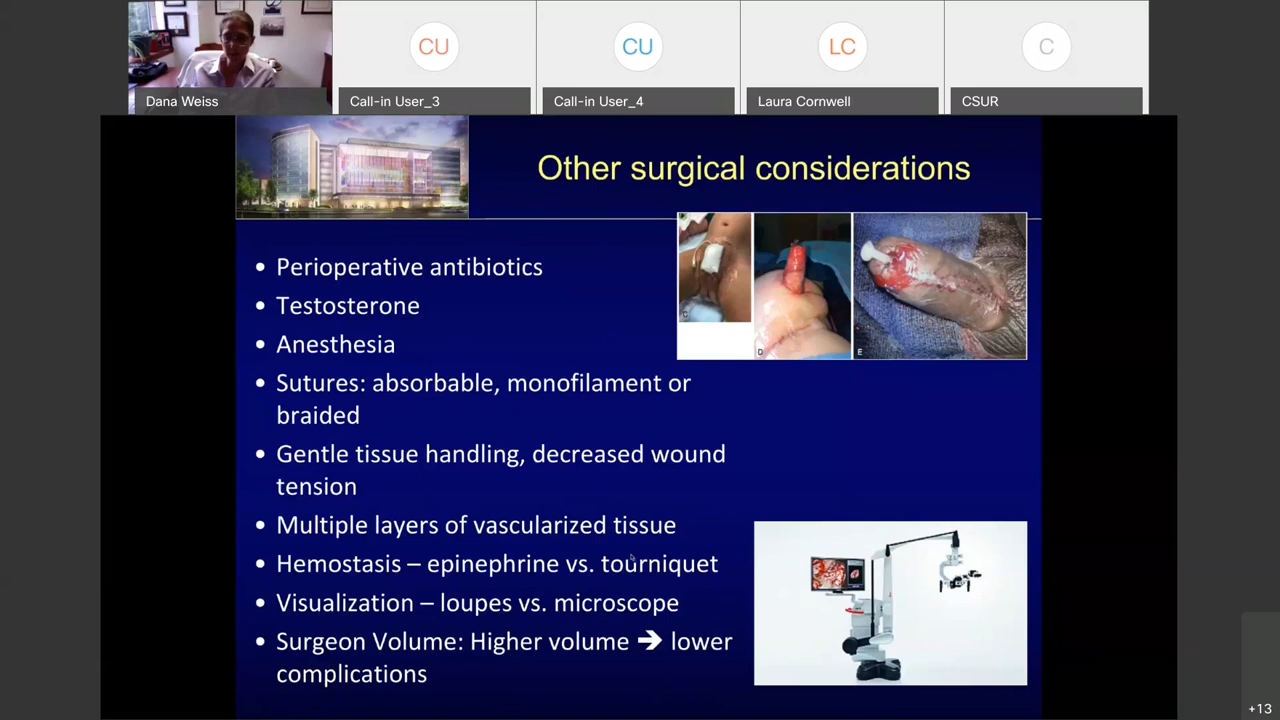 CU
CU
LC
C
Dana Weiss
Call-in User_3
Call-in User_4
Laura Cornwell
CSUR
Other surgical considerations
• Perioperative antibiotics
• Testosterone
• Anesthesia
• Sutures: absorbable, monofilament or
braided
• Gentle tissue handling, decreased wound
tension
• Multiple layers of vascularized tissue
• Hemostasis – epinephrine vs. tourniquet
• Visualization – loupes vs. microscope
• Surgeon Volume: Higher volume ➔ lower
complications
C
D
E
+13